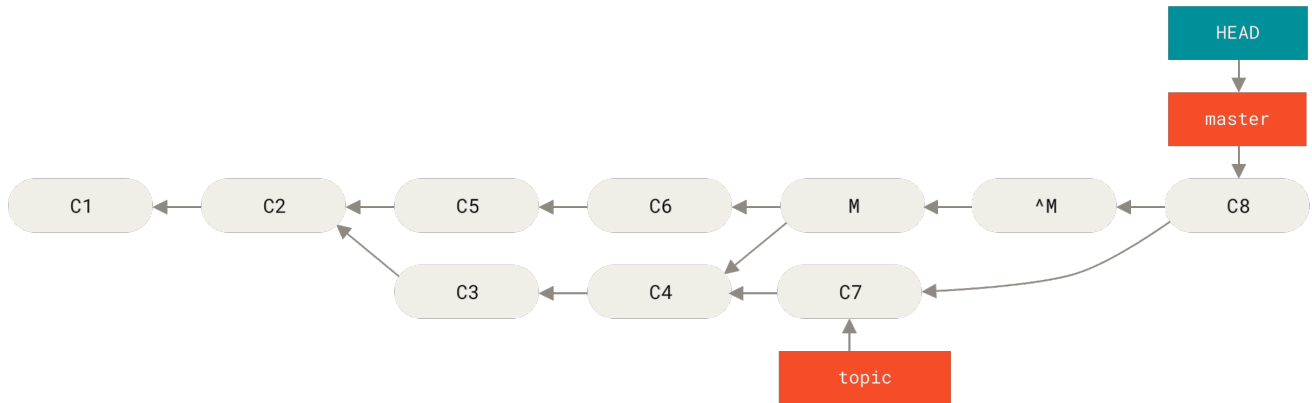 HEAD
master
C1 C2 C5 C6 M ^M C8
C3 C4 C7
topic